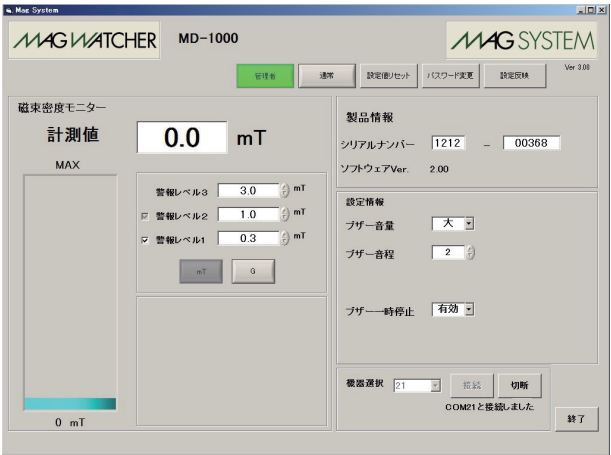 Mag System
MAGWATCHER MD-1000 MAG SYSTEM
管理者 通常 設定値リセット パスワード変更 設定反映 Ver 3.08
磁束密度モニター
計測値 0.0 mT
MAX
警報レベル3 3.0 mT
警報レベル2 1.0 mT
警報レベル1 0.3 mT
mT G
0 mT
製品情報
シリアルナンバー 1212 - 00368
ソフトウェアVer. 2.00
設定情報
ブザー音量 大
ブザー音程 2
ブザー一時停止 有効
機器選択 21 接続 切断
COM21と接続しました
終了